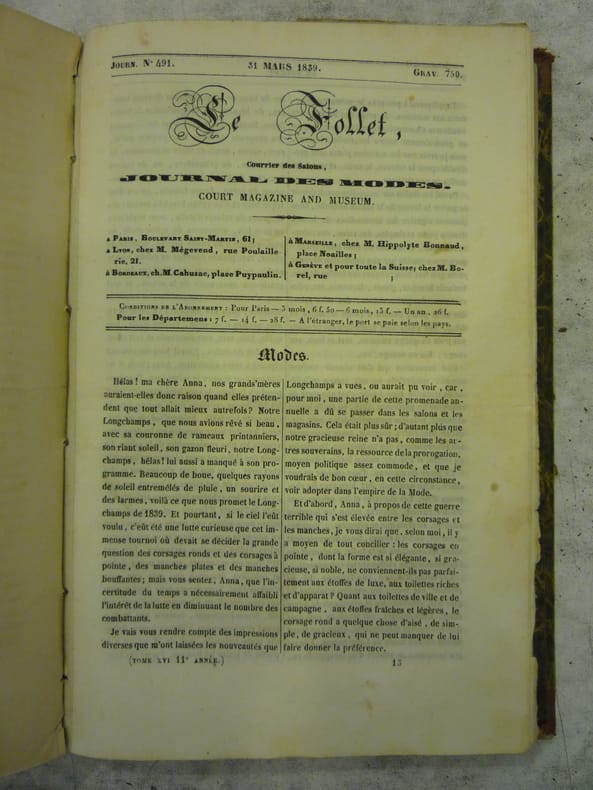 Journ. N° 491.
31 MARS 1839.
Grav. 750.
Le Follet,
Courrier des Salons,
JOURNAL DES MODES.
COURT MAGAZINE AND MUSEUM.
à Paris, Boulevart Saint-Martin, 61;
à Lyon, chez M. Mégevend, rue Poulaille
rie, 21.
à Bordeaux, ch. M. Cahuzac, place Puypaulin.
à Marseille, chez M. Hippolyte Bonnaud,
place Noailles;
à Genève et pour toute la Suisse; chez M. Bo-
rel, rue ;
Conditions de l'Abonnement : Pour Paris — 3 mois, 6 f. 50 — 6 mois, 13 f. — Un an, 26 f.
Pour les Départemens : 7 f. — 14 f. — 28 f. — A l'étranger, le port se paie selon les pays.
Modes.
Hélas! ma chère Anna, nos grands'mères
auraient-elles donc raison quand elles préten-
dent que tout allait mieux autrefois? Notre
Longchamps, que nous avions rêvé si beau,
avec sa couronne de rameaux printanniers,
son riant soleil, son gazon fleuri, notre Long-
champs, hélas! lui aussi a manqué à son pro-
gramme. Beaucoup de boue, quelques rayons
de soleil entremêlés de pluie, un sourire et
des larmes, voilà ce que nous promet le Long-
champs de 1839. Et pourtant, si le ciel l'eût
voulu, c'eût été une lutte curieuse que cet im-
mense tournoi où devait se décider la grande
question des corsages ronds et des corsages à
pointe, des manches plates et des manches
bouffantes; mais vous sentez, Anna, que l'in-
certitude du temps a nécessairement affaibli
l'intérêt de la lutte en diminuant le nombre des
combattants.
Je vais vous rendre compte des impressions
diverses que m'ont laissées les nouveautés que
Longchamps a vues, ou aurait pu voir, car,
pour moi, une partie de cette promenade an-
nuelle a dû se passer dans les salons et les
magasins. Cela était plus sûr; d'autant plus que
notre gracieuse reine n'a pas, comme les au-
tres souverains, la ressource de la prorogation,
moyen politique assez commode, et que je
voudrais de bon cœur, en cette circonstance,
voir adopter dans l'empire de la Mode.
Et d'abord, Anna, à propos de cette guerre
terrible qui s'est élevée entre les corsages et
les manches, je vous dirai que, selon moi, il y
a moyen de tout concilier : les corsages en
pointe, dont la forme est si élégante, si gra-
cieuse, si noble, ne conviennent-ils pas parfai-
tement aux étoffes de luxe, aux toilettes riches
et d'apparat? Quant aux toilettes de ville et de
campagne, aux étoffes fraîches et légères, le
corsage rond a quelque chose d'aisé, de sim-
ple, de gracieux, qui ne peut manquer de lui
faire donner la préférence.
(TOME XVI 11e ANNÉE.)
13